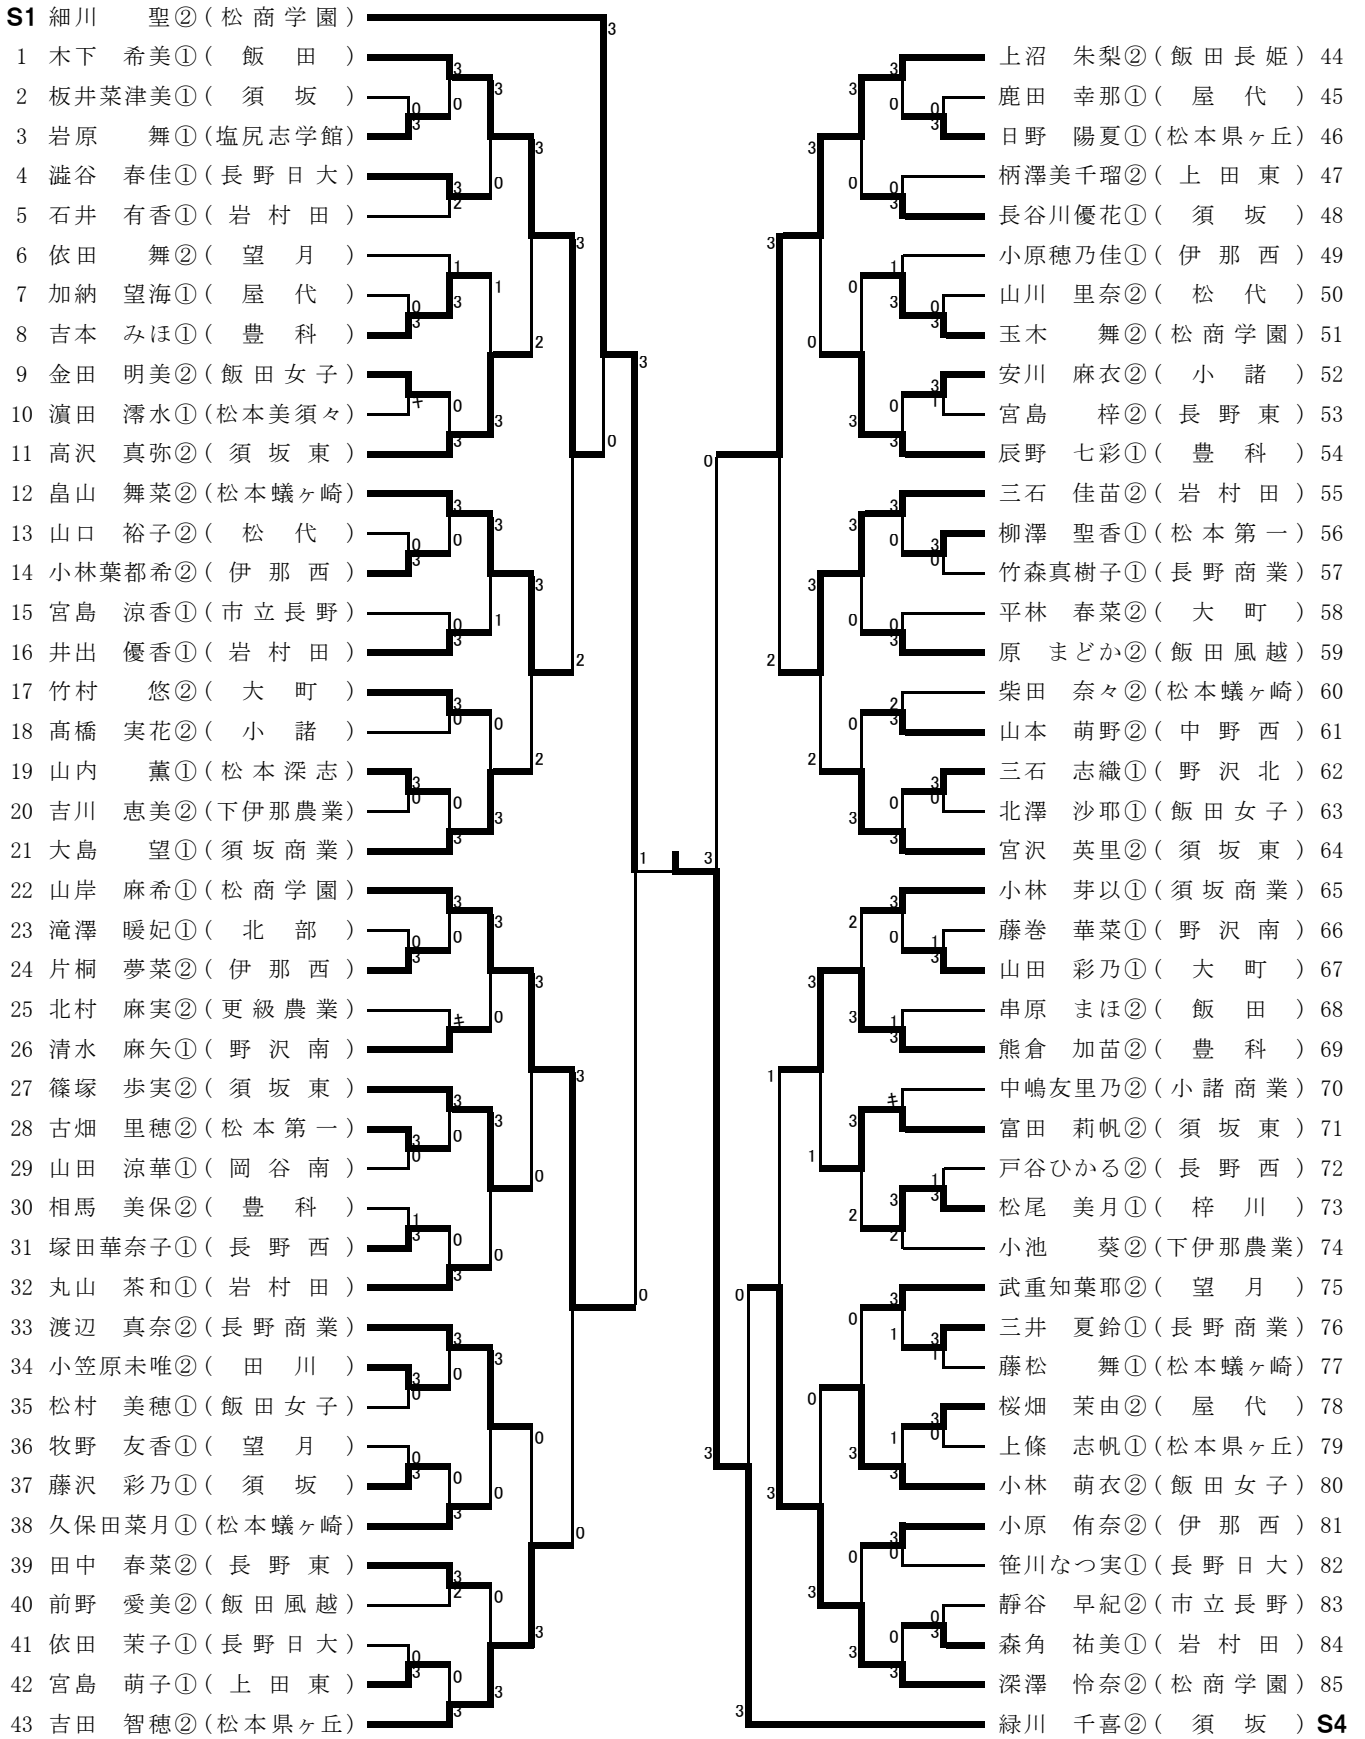 S1 細川 聖②(松商学園)
1 木下 希美①(飯田)
2 板井菜津美①(須坂)
3 岩原 舞①(塩尻志学館)
4 澁谷 春佳①(長野日大)
5 石井 有香①(岩村田)
6 依田 舞②(望月)
7 加納 望海①(屋代)
8 吉本 みほ①(豊科)
9 金田 明美②(飯田女子)
10 濵田 澪水①(松本美須々)
11 高沢 真弥②(須坂東)
12 畠山 舞菜②(松本蟻ヶ崎)
13 山口 裕子②(松代)
14 小林葉都希②(伊那西)
15 宮島 涼香①(市立長野)
16 井出 優香①(岩村田)
17 竹村 悠②(大町)
18 髙橋 実花②(小諸)
19 山内 薫①(松本深志)
20 吉川 恵美②(下伊那農業)
21 大島 望①(須坂商業)
22 山岸 麻希①(松商学園)
23 滝澤 暖妃①(北部)
24 片桐 夢菜②(伊那西)
25 北村 麻実②(更級農業)
26 清水 麻矢①(野沢南)
27 篠塚 歩実②(須坂東)
28 古畑 里穂②(松本第一)
29 山田 涼華①(岡谷南)
30 相馬 美保②(豊科)
31 塚田華奈子①(長野西)
32 丸山 茶和①(岩村田)
33 渡辺 真奈②(長野商業)
34 小笠原未唯②(田川)
35 松村 美穂①(飯田女子)
36 牧野 友香①(望月)
37 藤沢 彩乃①(須坂)
38 久保田菜月①(松本蟻ヶ崎)
39 田中 春菜②(長野東)
40 前野 愛美②(飯田風越)
41 依田 茉子①(長野日大)
42 宮島 萌子①(上田東)
43 吉田 智穂②(松本県ヶ丘)
上沼 朱梨②(飯田長姫) 44
鹿田 幸那①(屋代) 45
日野 陽夏①(松本県ヶ丘) 46
柄澤美千瑠②(上田東) 47
長谷川優花①(須坂) 48
小原穂乃佳①(伊那西) 49
山川 里奈②(松代) 50
玉木 舞②(松商学園) 51
安川 麻衣②(小諸) 52
宮島 梓②(長野東) 53
辰野 七彩①(豊科) 54
三石 佳苗②(岩村田) 55
柳澤 聖香①(松本第一) 56
竹森真樹子①(長野商業) 57
平林 春菜②(大町) 58
原 まどか②(飯田風越) 59
柴田 奈々②(松本蟻ヶ崎) 60
山本 萌野②(中野西) 61
三石 志織①(野沢北) 62
北澤 沙耶①(飯田女子) 63
宮沢 英里②(須坂東) 64
小林 芽以①(須坂商業) 65
藤巻 華菜①(野沢南) 66
山田 彩乃①(大町) 67
串原 まほ②(飯田) 68
熊倉 加苗②(豊科) 69
中嶋友里乃②(小諸商業) 70
富田 莉帆②(須坂東) 71
戸谷ひかる②(長野西) 72
松尾 美月①(梓川) 73
小池 葵②(下伊那農業) 74
武重知葉耶②(望月) 75
三井 夏鈴①(長野商業) 76
藤松 舞①(松本蟻ヶ崎) 77
桜畑 茉由②(屋代) 78
上條 志帆①(松本県ヶ丘) 79
小林 萌衣②(飯田女子) 80
小原 侑奈②(伊那西) 81
笹川なつ実①(長野日大) 82
靜谷 早紀②(市立長野) 83
森角 祐美①(岩村田) 84
深澤 怜奈②(松商学園) 85
緑川 千喜②(須坂) S4